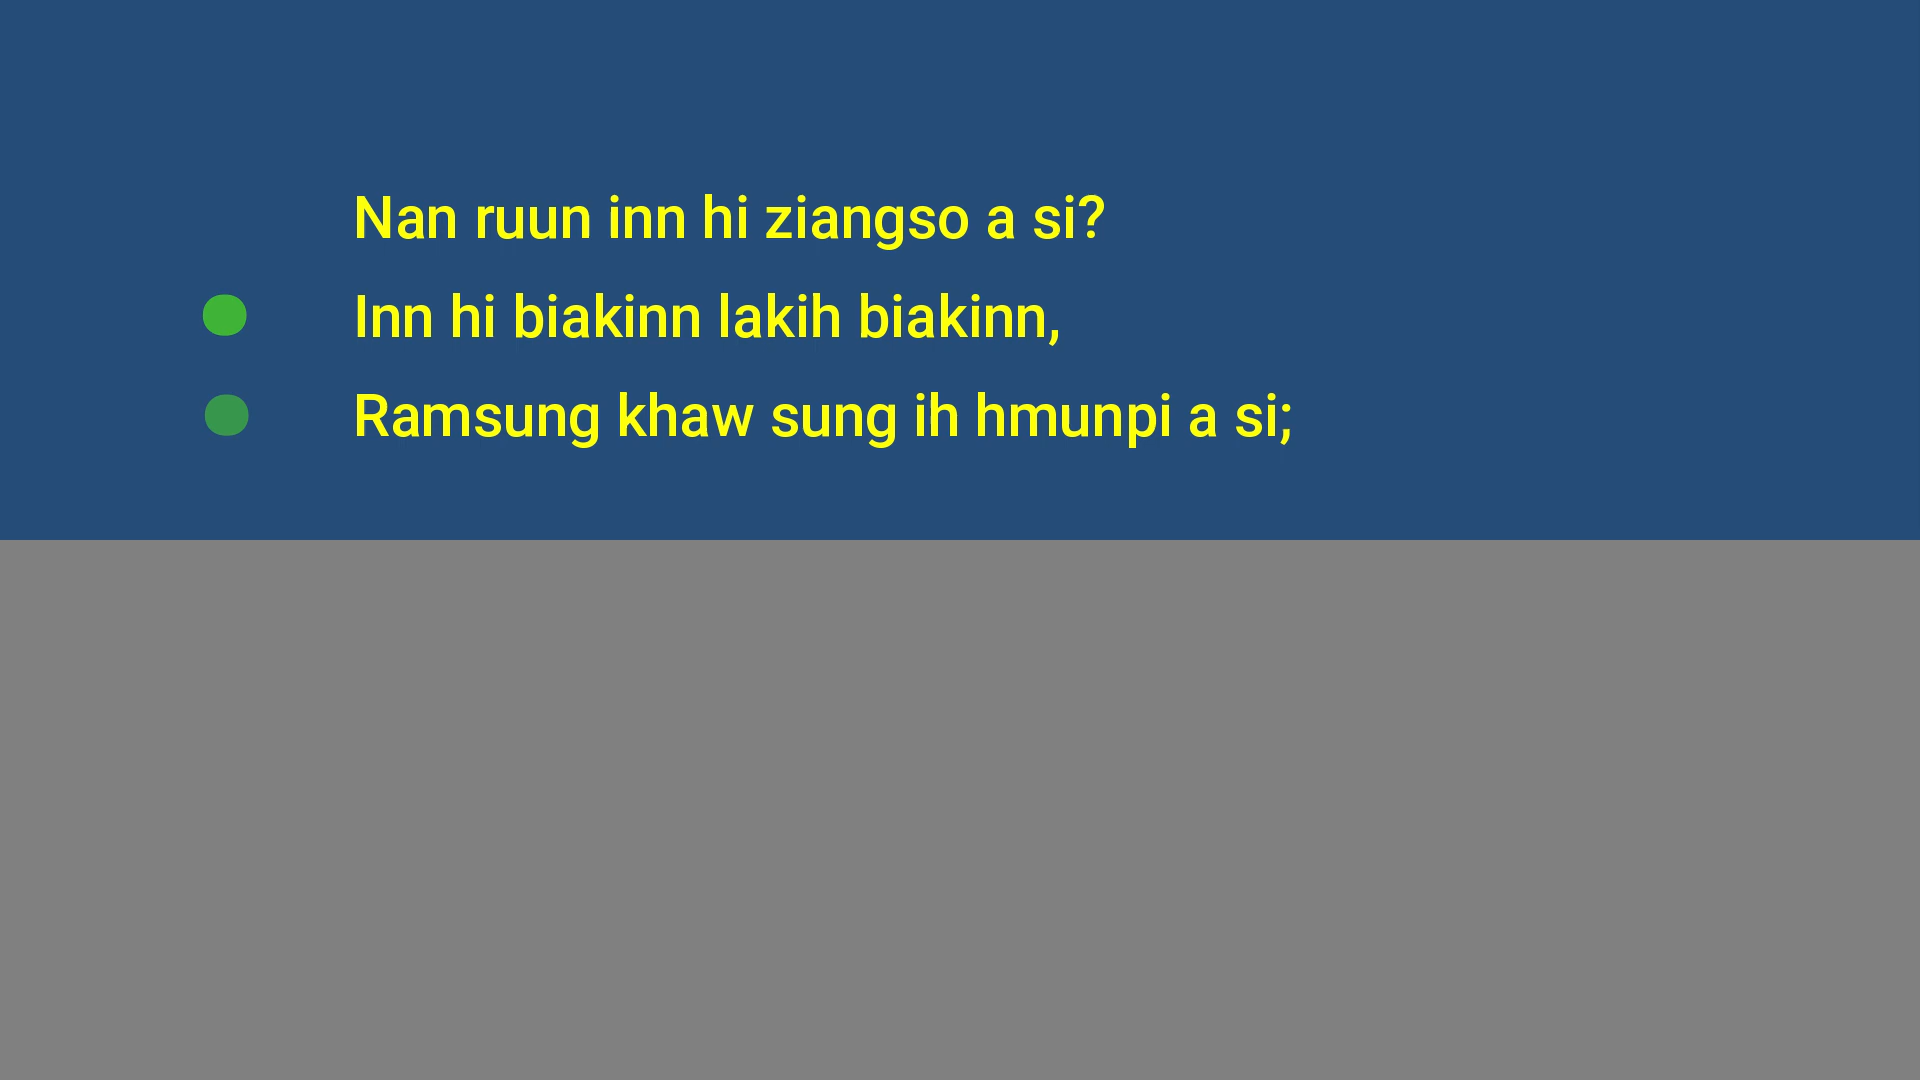 Nan ruun inn hi ziangso a si?
Inn hi biakinn lakih biakinn,
Ramsung khaw sung ih hmunpi a si;